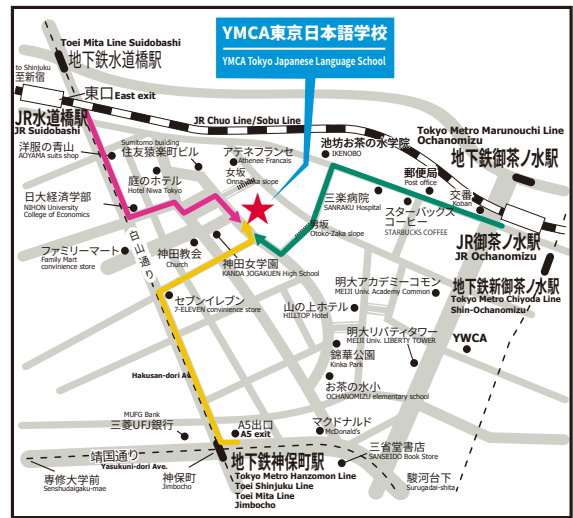 YMCA東京日本語学校
YMCA Tokyo Japanese Language School
Toei Mita Line Suidobashi
地下鉄水道橋駅
to Shinjuku
至新宿
東口 East exit
JR水道橋駅
JR Suidobashi
JR Chuo Line/Sobu Line
洋服の青山
AOYAMA suits shop
Sumitomo building
住友猿楽町ビル
アテネフランセ
Athenee Francais
池坊お茶の水学院
IKENOBO
Tokyo Metro Marunouchi Line
Ochanomizu
地下鉄御茶ノ水駅
庭のホテル
Hotel Niwa Tokyo
女坂
Onna-zaka slope
郵便局
Post office
交番
Koban
日大経済学部
NIHON University
College of Economics
三楽病院
SANRAKU Hospital
スターバックス
コーヒー
STARBUCKS COFFEE
男坂
Otoko-Zaka slope
JR御茶ノ水駅
JR Ochanomizu
白山通り
ファミリーマート
Family Mart
convinience store
神田教会
Church
神田女学園
KANDA JOGAKUEN High School
地下鉄新御茶ノ水駅
Tokyo Metro Chiyoda Line
Shin-Ochanomizu
明大アカデミーコモン
MEIJI Univ. Academy Common
セブンイレブン
7-ELEVEN convinience store
山の上ホテル
HILLTOP Hotel
明大リバティタワー
MEIJI Univ. LIBERTY TOWER
YWCA
錦華公園
Kinka Park
Hakusan-dori Av
お茶の水小
OCHANOMIZU elementary school
MUFG Bank
三菱UFJ銀行
A5出口
A5 exit
マクドナルド
McDonald's
靖国通り
Yasukuni-dori Ave.
地下鉄神保町駅
Tokyo Metro Hanzomon Line
Toei Shinjuku Line
Toei Mita Line
Jimbocho
三省堂書店
SANSEIDO Book Store
専修大学前
Senshudaigaku-mae
神保町
Jimbocho
駿河台下
Surugadai-shita